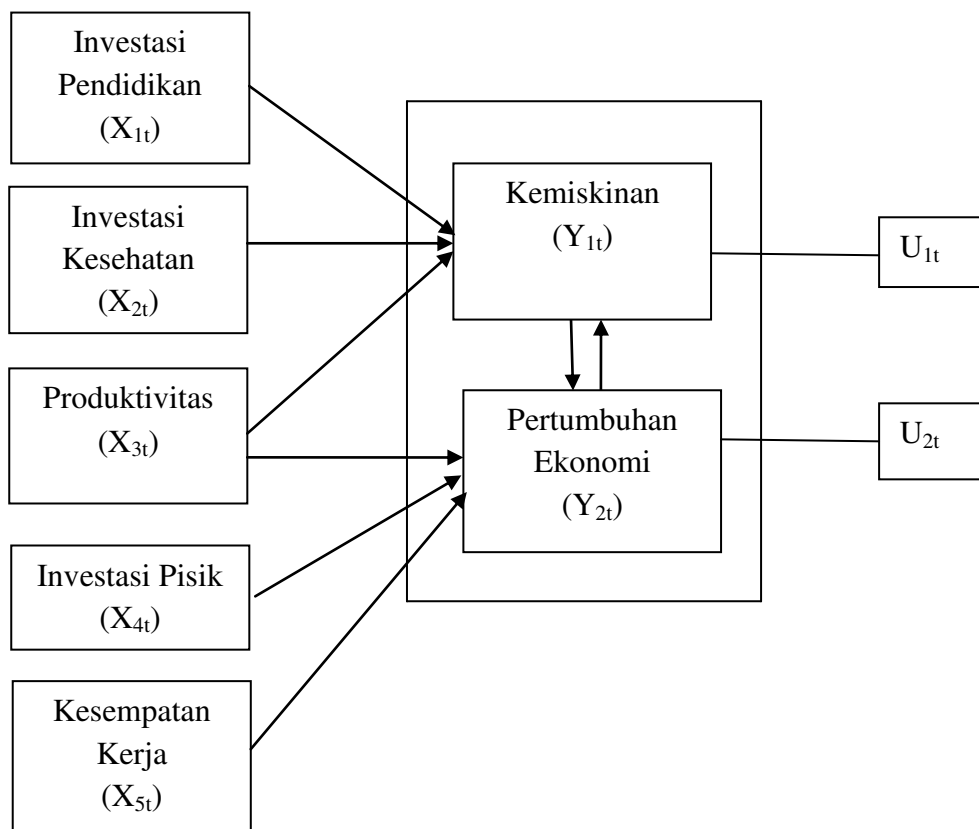 Investasi
Pendidikan
(X₁ₜ)
Investasi
Kesehatan
(X₂ₜ)
Produktivitas
(X₃ₜ)
Investasi Pisik
(X₄ₜ)
Kesempatan
Kerja
(X₅ₜ)
Kemiskinan
(Y₁ₜ)
Pertumbuhan
Ekonomi
(Y₂ₜ)
U₁ₜ
U₂ₜ